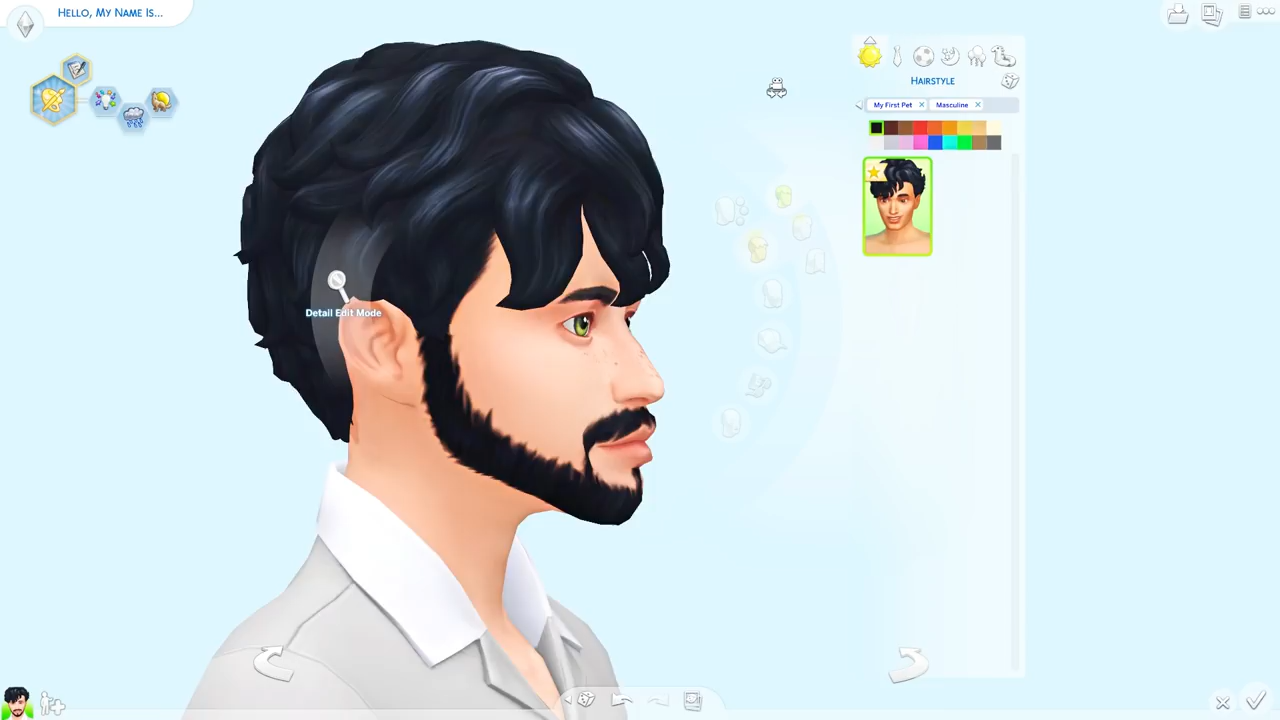 Hello, My Name Is...
Hairstyle
My First Pet
Masculine
Detail Edit Mode